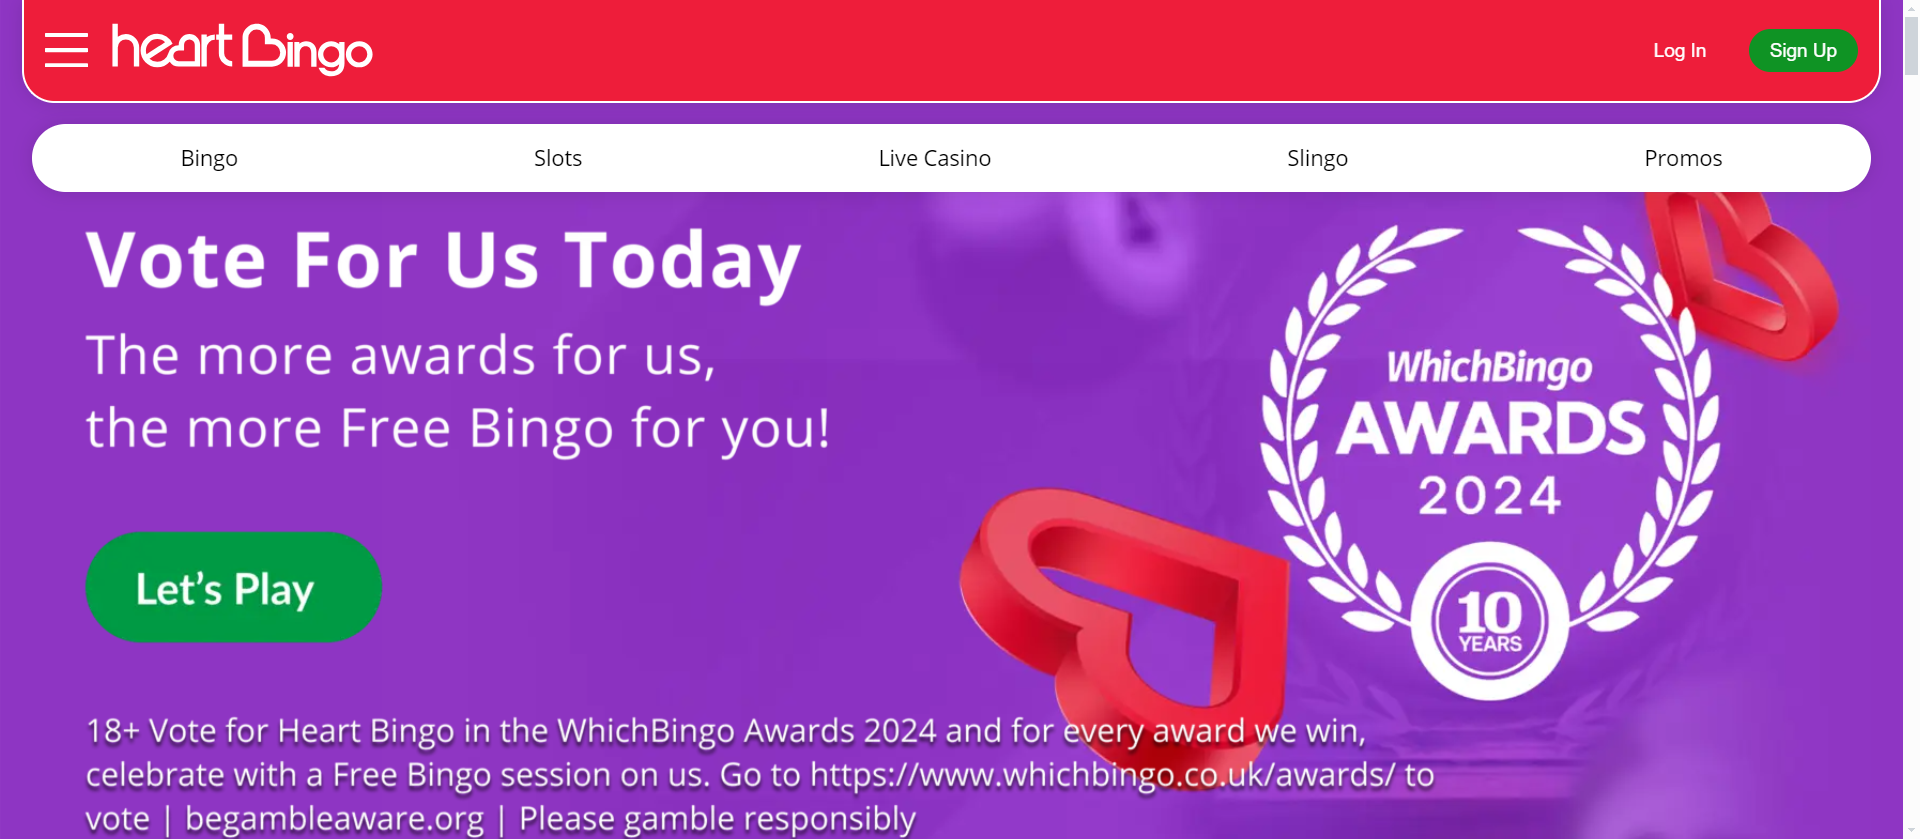 heart Bingo
Log In
Sign Up
Bingo
Slots
Live Casino
Slingo
Promos
Vote For Us Today
The more awards for us,
the more Free Bingo for you!
WhichBingo
AWARDS
2024
10
YEARS
Let's Play
18+ Vote for Heart Bingo in the WhichBingo Awards 2024 and for every award we win,
celebrate with a Free Bingo session on us. Go to https://www.whichbingo.co.uk/awards/ to
vote | begambleaware.org | Please gamble responsibly